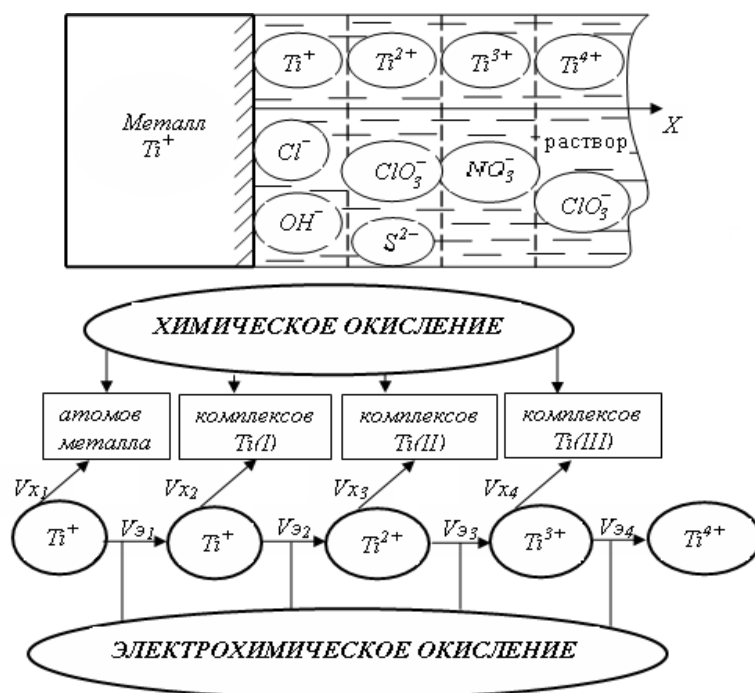 Ti⁺ Ti²⁺ Ti³⁺ Ti⁴⁺
Металл
Ti⁺
X
Cl⁻ ClO₃⁻ NO₃⁻ раствор
OH⁻ S²⁻ ClO₃⁻
ХИМИЧЕСКОЕ ОКИСЛЕНИЕ
атомов
металла
комплексов
Ti(I)
комплексов
Ti(II)
комплексов
Ti(III)
Vx₁ Vx₂ Vx₃ Vx₄
Ti⁺ Vэ₁ Ti⁺ Vэ₂ Ti²⁺ Vэ₃ Ti³⁺ Vэ₄ Ti⁴⁺
ЭЛЕКТРОХИМИЧЕСКОЕ ОКИСЛЕНИЕ